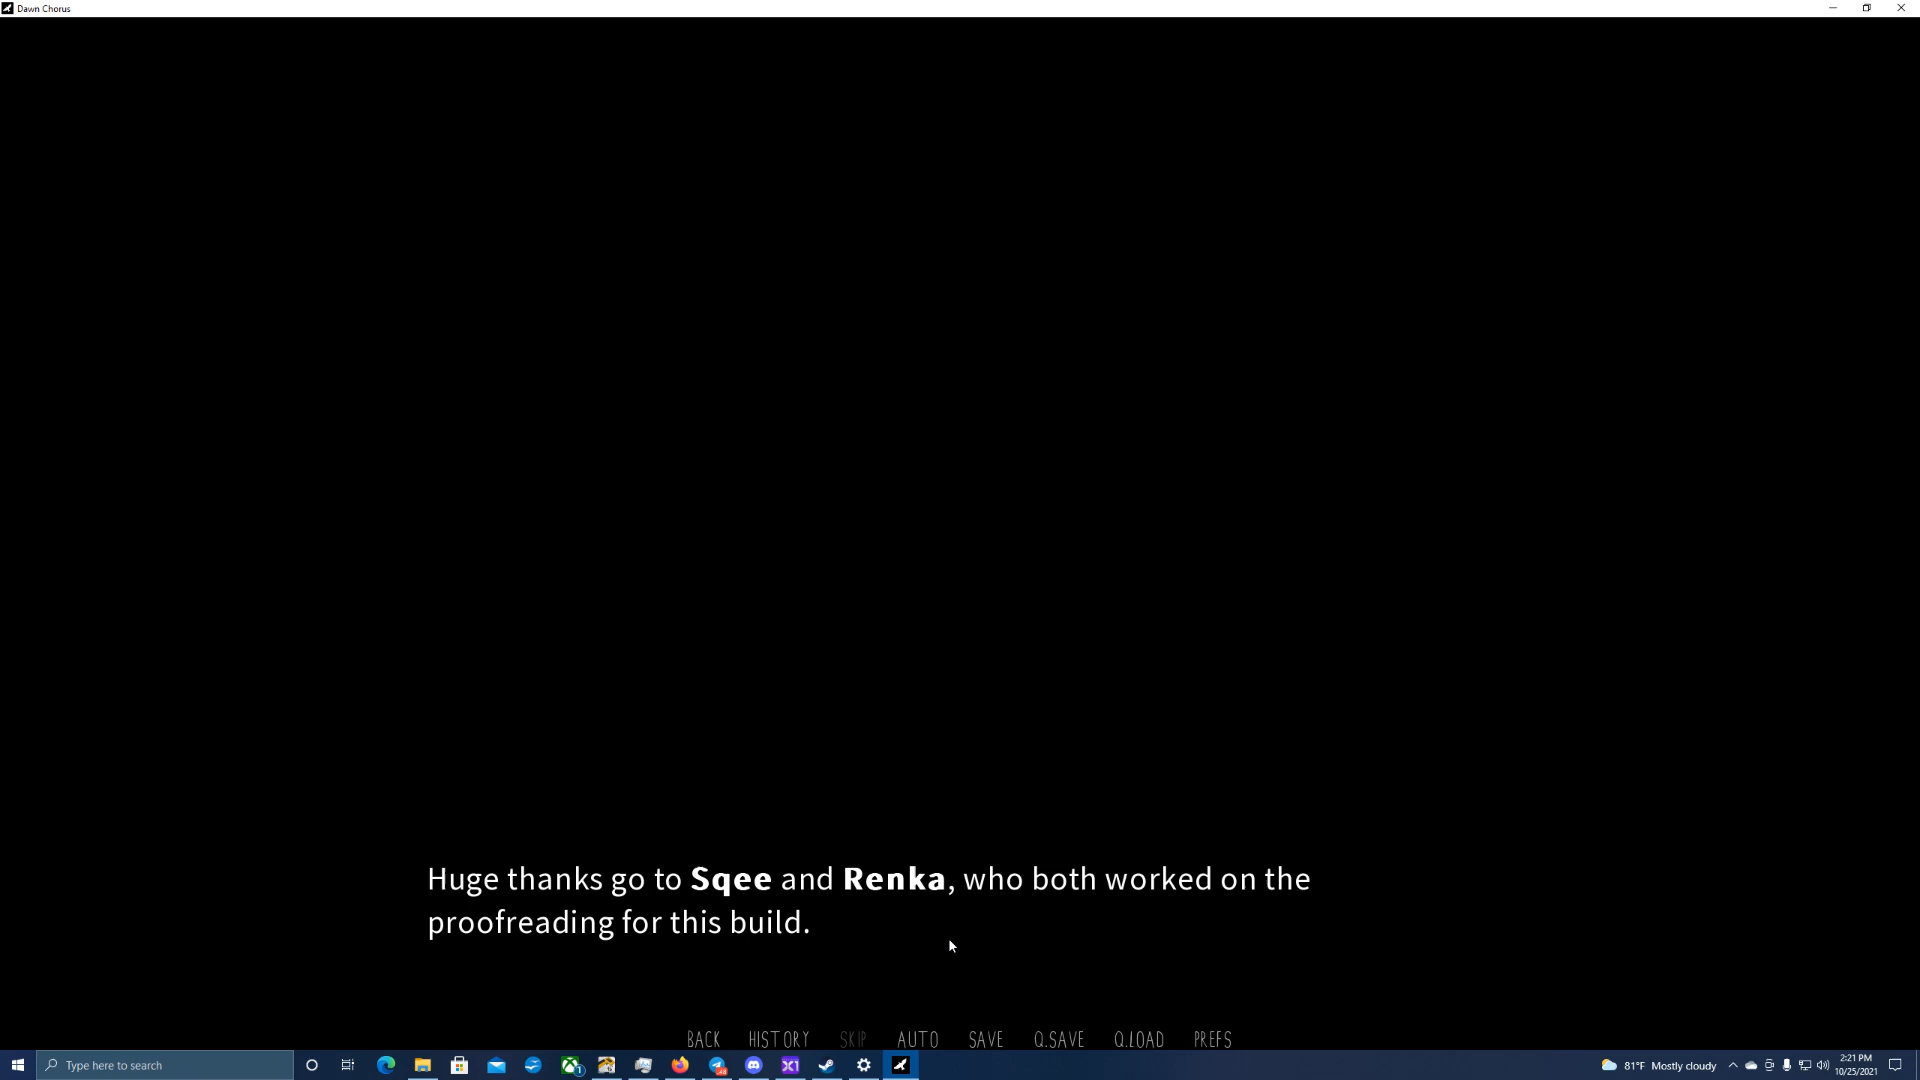 Dawn Chorus
Huge thanks go to Sqee and Renka, who both worked on the
proofreading for this build.
BACK HISTORY SKIP AUTO SAVE Q.SAVE Q.LOAD PREFS
Type here to search
1
X1
81°F Mostly cloudy
2:21 PM
10/25/2021